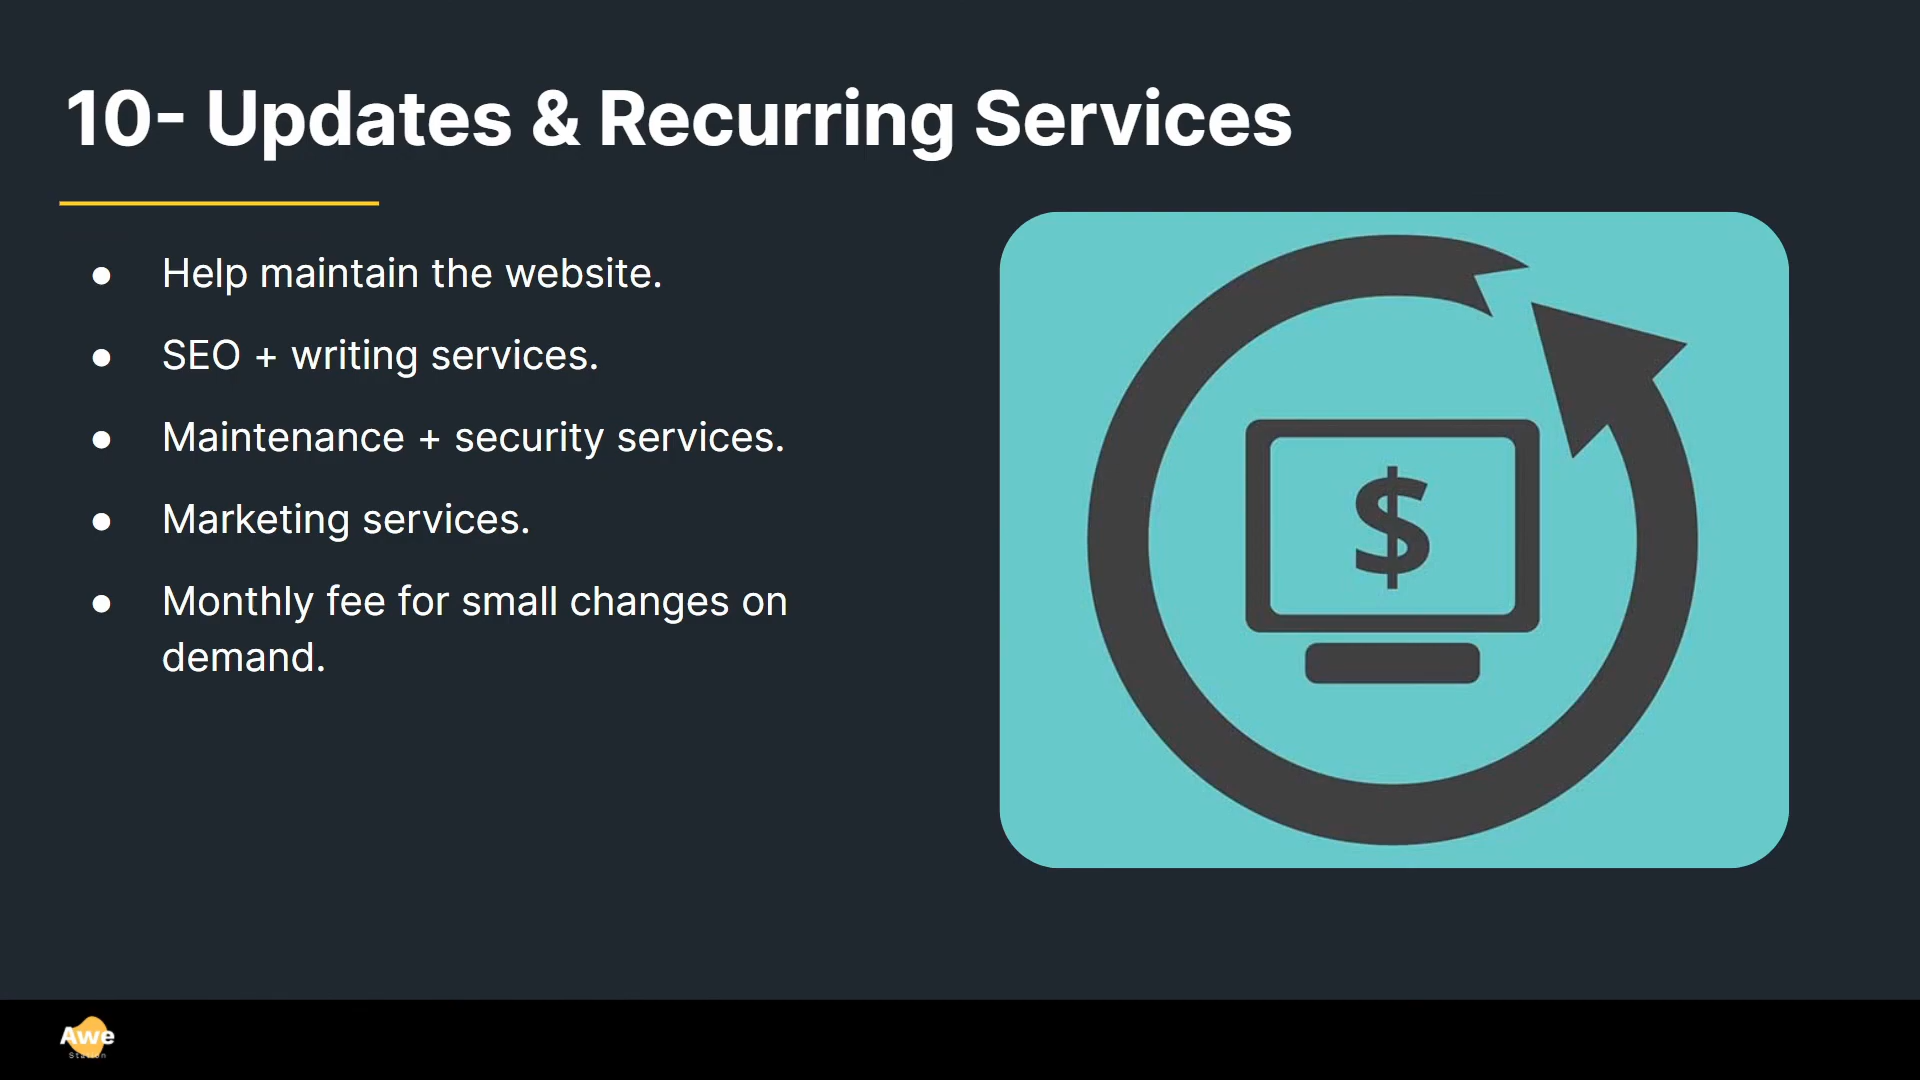 10- Updates & Recurring Services
● Help maintain the website.
● SEO + writing services.
● Maintenance + security services.
● Marketing services.
● Monthly fee for small changes on
demand.
$
Awe
Station